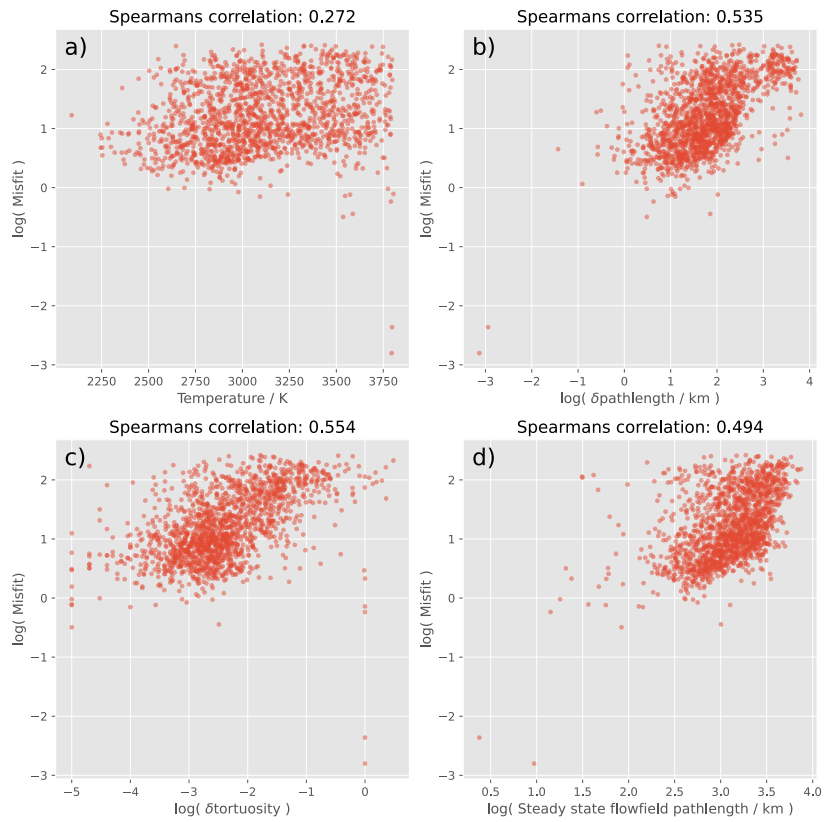 Spearmans correlation: 0.272
a)
2
1
0
−1
−2
−3
log( Misfit )
2250 2500 2750 3000 3250 3500 3750
Temperature / K
Spearmans correlation: 0.535
b)
2
1
0
−1
−2
−3
log( Misfit )
−3 −2 −1 0 1 2 3 4
log( δpathlength / km )
Spearmans correlation: 0.554
c)
2
1
0
−1
−2
−3
log( Misfit)
−5 −4 −3 −2 −1 0
log( δtortuosity )
Spearmans correlation: 0.494
d)
2
1
0
−1
−2
−3
log( Misfit )
0.5 1.0 1.5 2.0 2.5 3.0 3.5 4.0
log( Steady state flowfield pathlength / km )